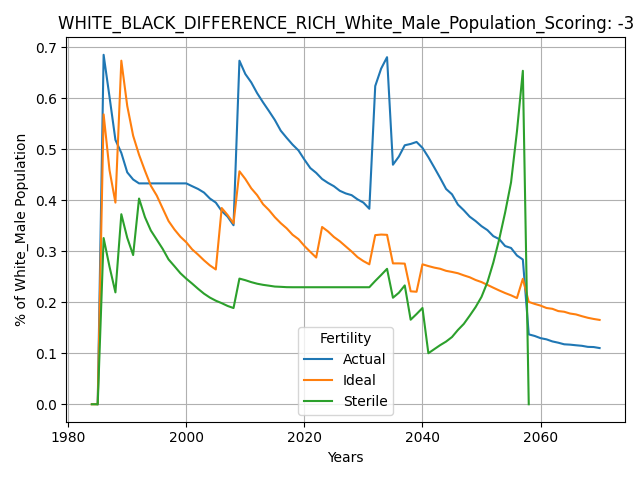 WHITE_BLACK_DIFFERENCE_RICH_White_Male_Population_Scoring: -3
% of White_Male Population
0.7
0.6
0.5
0.4
0.3
0.2
0.1
0.0
Fertility
Actual
Ideal
Sterile
1980
2000
2020
2040
2060
Years